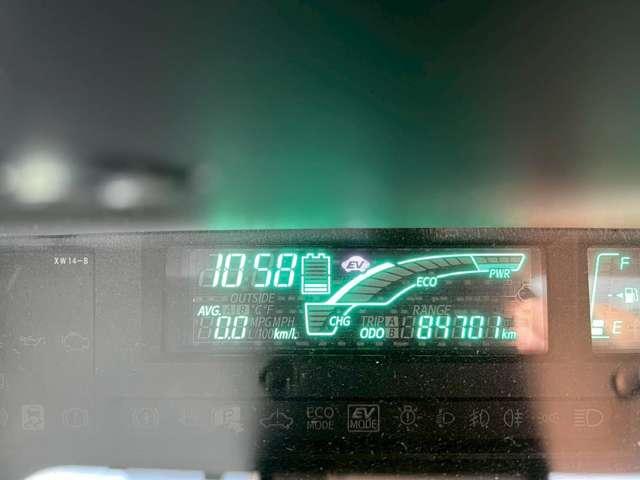 XW14-B
10 58
EV
PWR
ECO
OUTSIDE
AVG. A B °C°F
0.0 MPG MPH
L/100 km/L
CHG
RANGE
TRIP A B
ODO 84701 km
F
E
ECO MODE
EV MODE